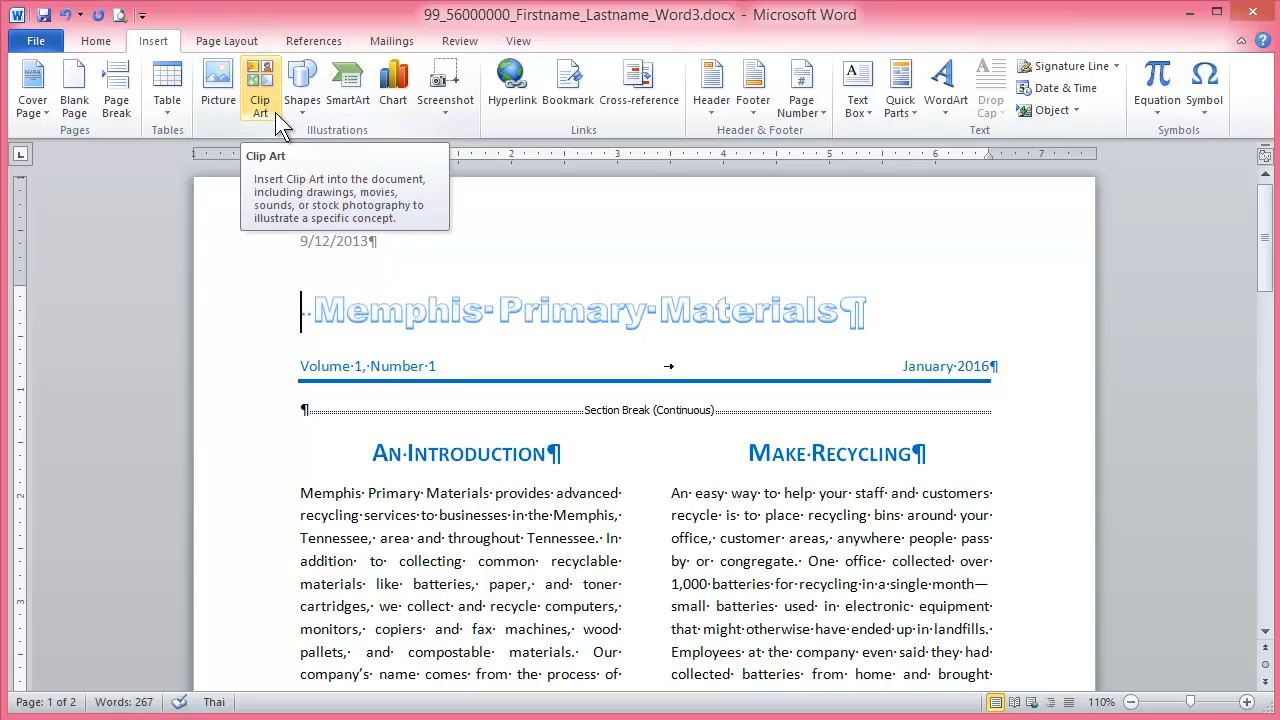 99_56000000_Firstname_Lastname_Word3.docx - Microsoft Word
File Home Insert Page Layout References Mailings Review View
Cover Page Blank Page Page Break
Pages
Table
Tables
Picture Clip Art Shapes SmartArt Chart Screenshot
Illustrations
Hyperlink Bookmark Cross-reference
Links
Header Footer Page Number
Header & Footer
Text Box Quick Parts WordArt Drop Cap Signature Line Date & Time Object
Text
Equation Symbol
Symbols
1 2 3 4 5 6 7
Clip Art
Insert Clip Art into the document,
including drawings, movies,
sounds, or stock photography to
illustrate a specific concept.
9/12/2013¶
Memphis·Primary·Materials¶
Volume·1,·Number·1 → January·2016¶
¶ Section Break (Continuous)
An·Introduction¶
Memphis· Primary· Materials· provides· advanced·
recycling·services·to·businesses·in·the·Memphis,·
Tennessee,· area· and· throughout· Tennessee.· In·
addition· to· collecting· common· recyclable·
materials· like· batteries,· paper,· and· toner·
cartridges,· we· collect· and· recycle· computers,·
monitors,· copiers· and· fax· machines,· wood·
pallets,· and· compostable· materials.· Our·
company's· name· comes· from· the· process· of·
Make·Recycling¶
An· easy· way· to· help· your· staff· and· customers·
recycle· is· to· place· recycling· bins· around· your·
office,· customer· areas,· anywhere· people· pass·
by· or· congregate.· One· office· collected· over·
1,000·batteries·for·recycling·in·a·single·month—
small· batteries· used· in· electronic· equipment·
that·might·otherwise·have·ended·up·in·landfills.·
Employees· at· the· company· even· said· they· had·
collected· batteries· from· home· and· brought·
Page: 1 of 2 Words: 267 Thai 110%